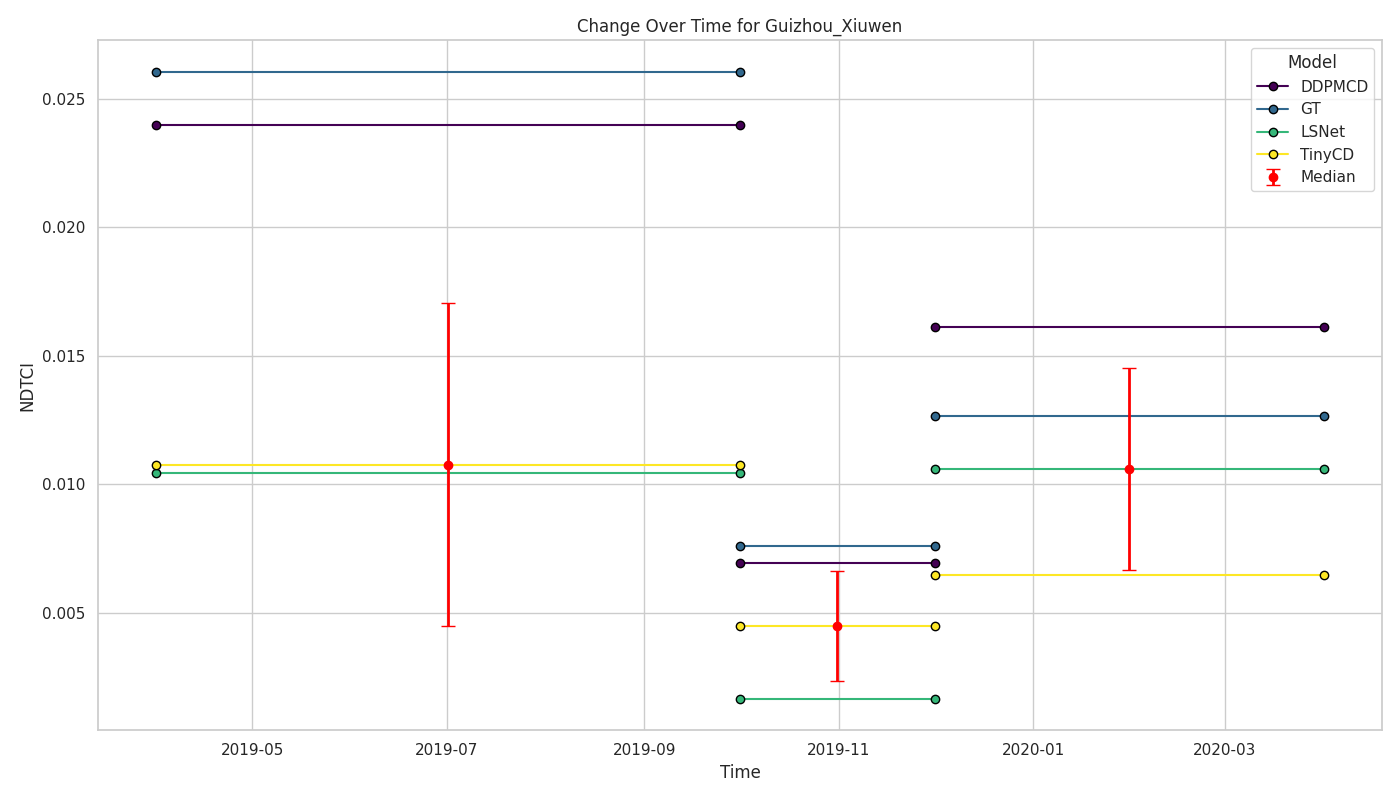 Change Over Time for Guizhou_Xiuwen
Model
DDPMCD
GT
LSNet
TinyCD
Median
NDTCI
0.025
0.020
0.015
0.010
0.005
2019-05
2019-07
2019-09
2019-11
2020-01
2020-03
Time